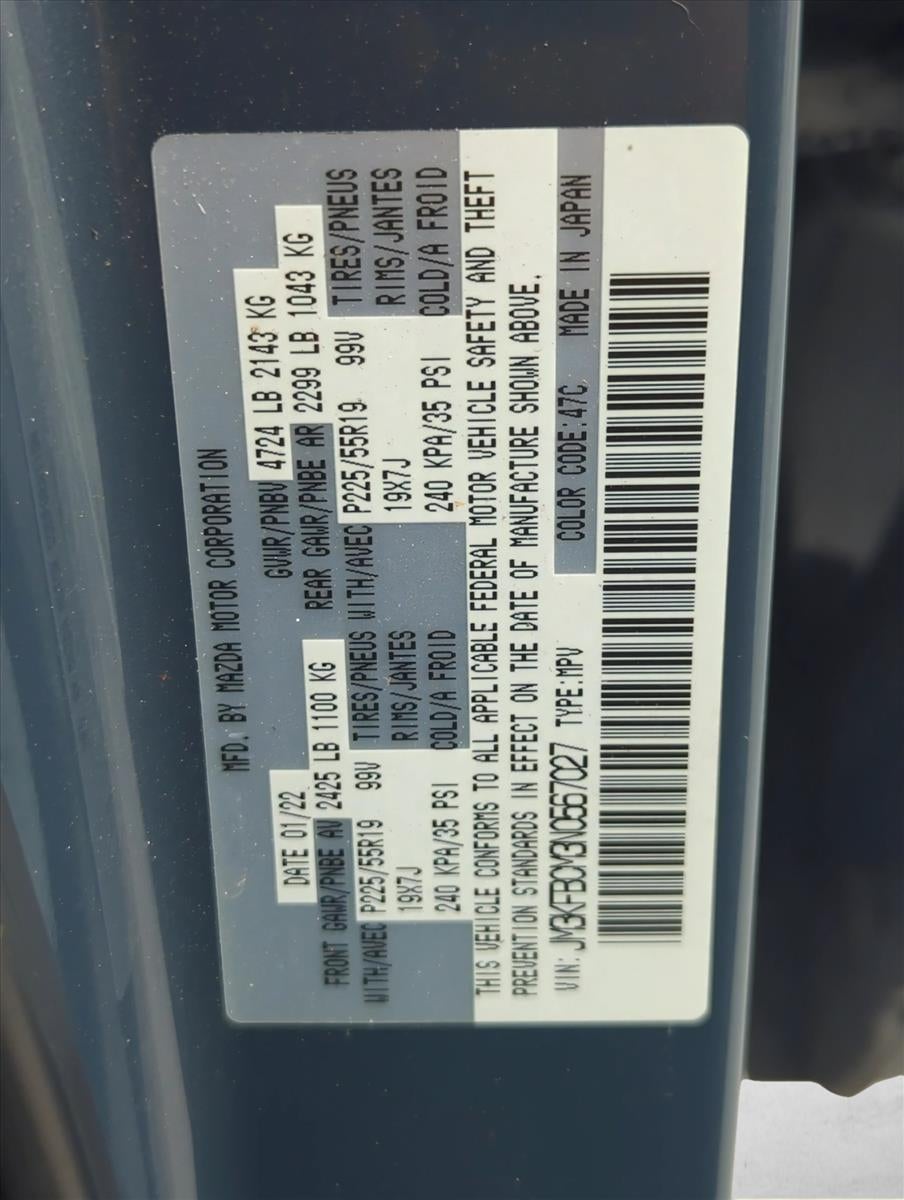 MFD. BY MAZDA MOTOR CORPORATION
DATE 01/22 GVWR/PNBV 4724 LB 2143 KG
FRONT GAWR/PNBE AV 2425 LB 1100 KG REAR GAWR/PNBE AR 2299 LB 1043 KG
WITH/AVEC P225/55R19 99V TIRES/PNEUS WITH/AVEC P225/55R19 99V TIRES/PNEUS
19X7J RIMS/JANTES 19X7J RIMS/JANTES
240 KPA/35 PSI COLD/A FROID 240 KPA/35 PSI COLD/A FROID
THIS VEHICLE CONFORMS TO ALL APPLICABLE FEDERAL MOTOR VEHICLE SAFETY AND THEFT
PREVENTION STANDARDS IN EFFECT ON THE DATE OF MANUFACTURE SHOWN ABOVE.
VIN: JM3KFBCM3N0567027 TYPE:MPV COLOR CODE:47C MADE IN JAPAN